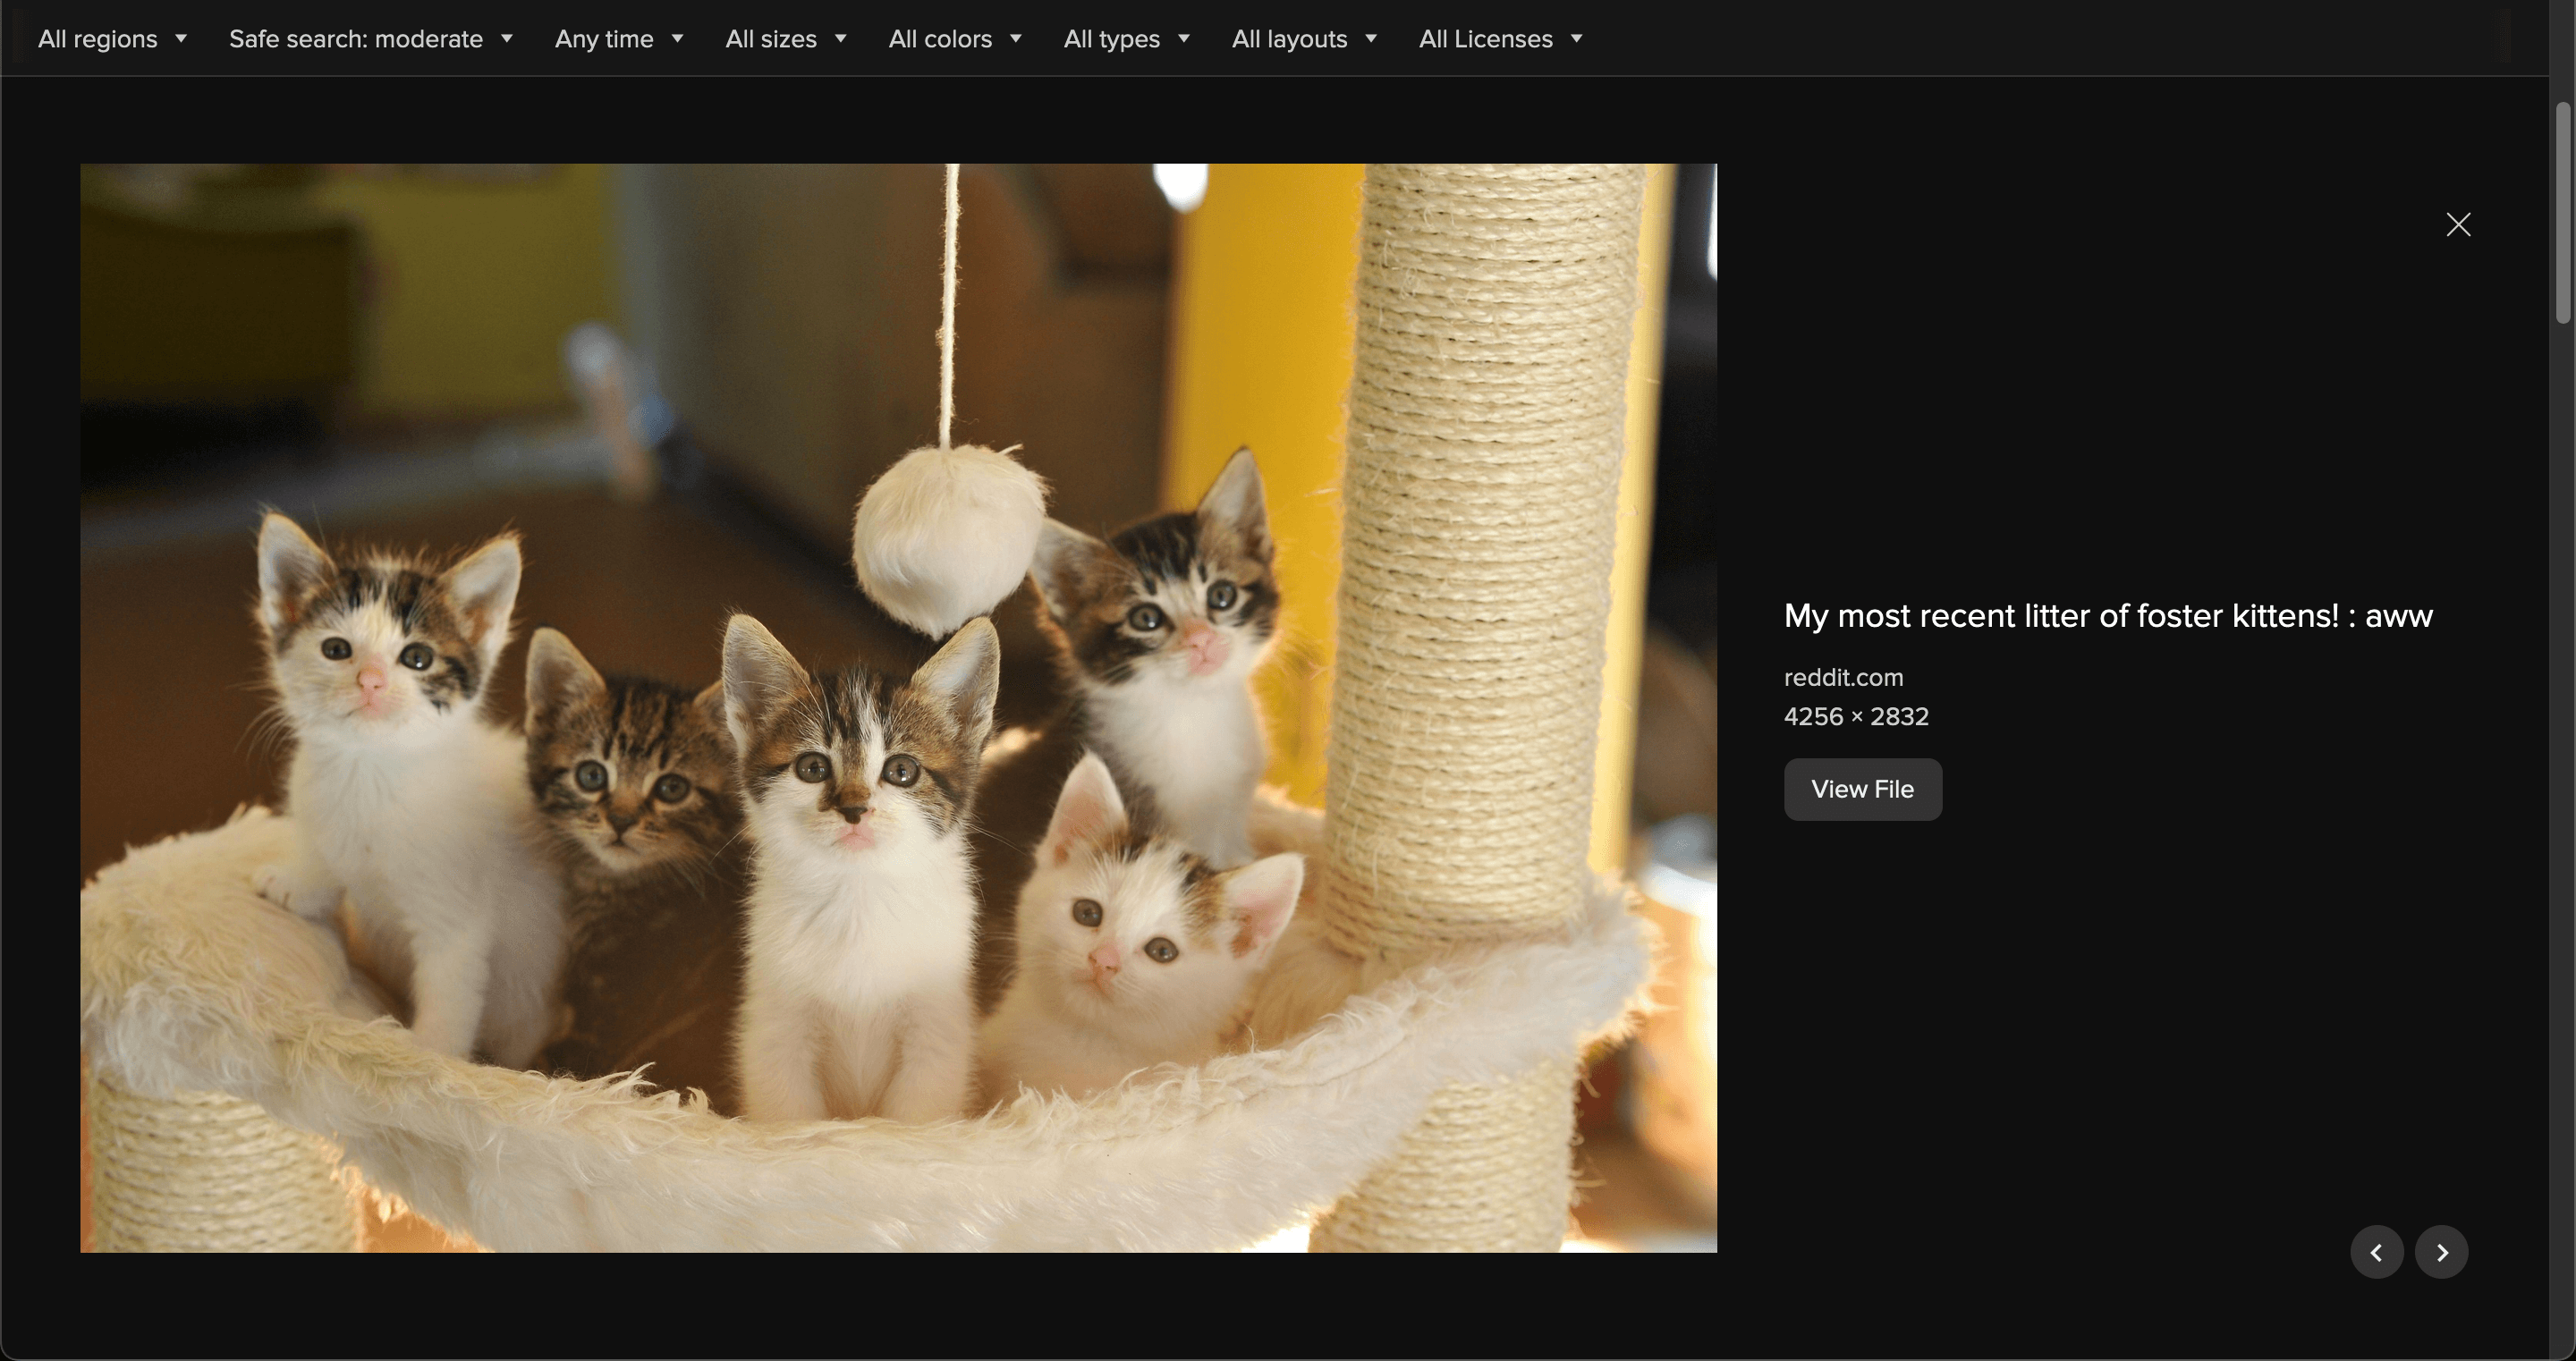 All regions
Safe search: moderate
Any time
All sizes
All colors
All types
All layouts
All Licenses
My most recent litter of foster kittens! : aww
reddit.com
4256 × 2832
View File